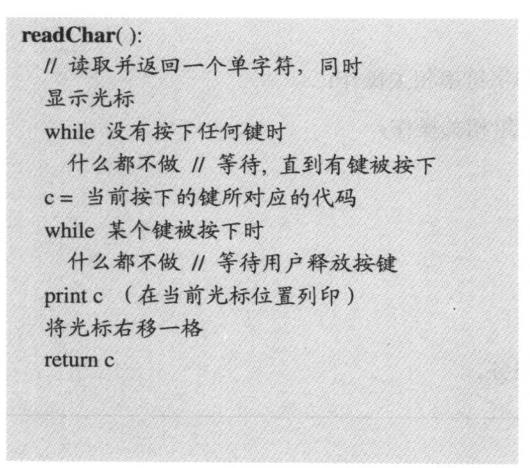 readChar( ):
// 读取并返回一个单字符，同时
显示光标
while 没有按下任何键时
什么都不做 // 等待, 直到有键被按下
c = 当前按下的键所对应的代码
while 某个键被按下时
什么都不做 // 等待用户释放按键
print c （在当前光标位置列印）
将光标右移一格
return c